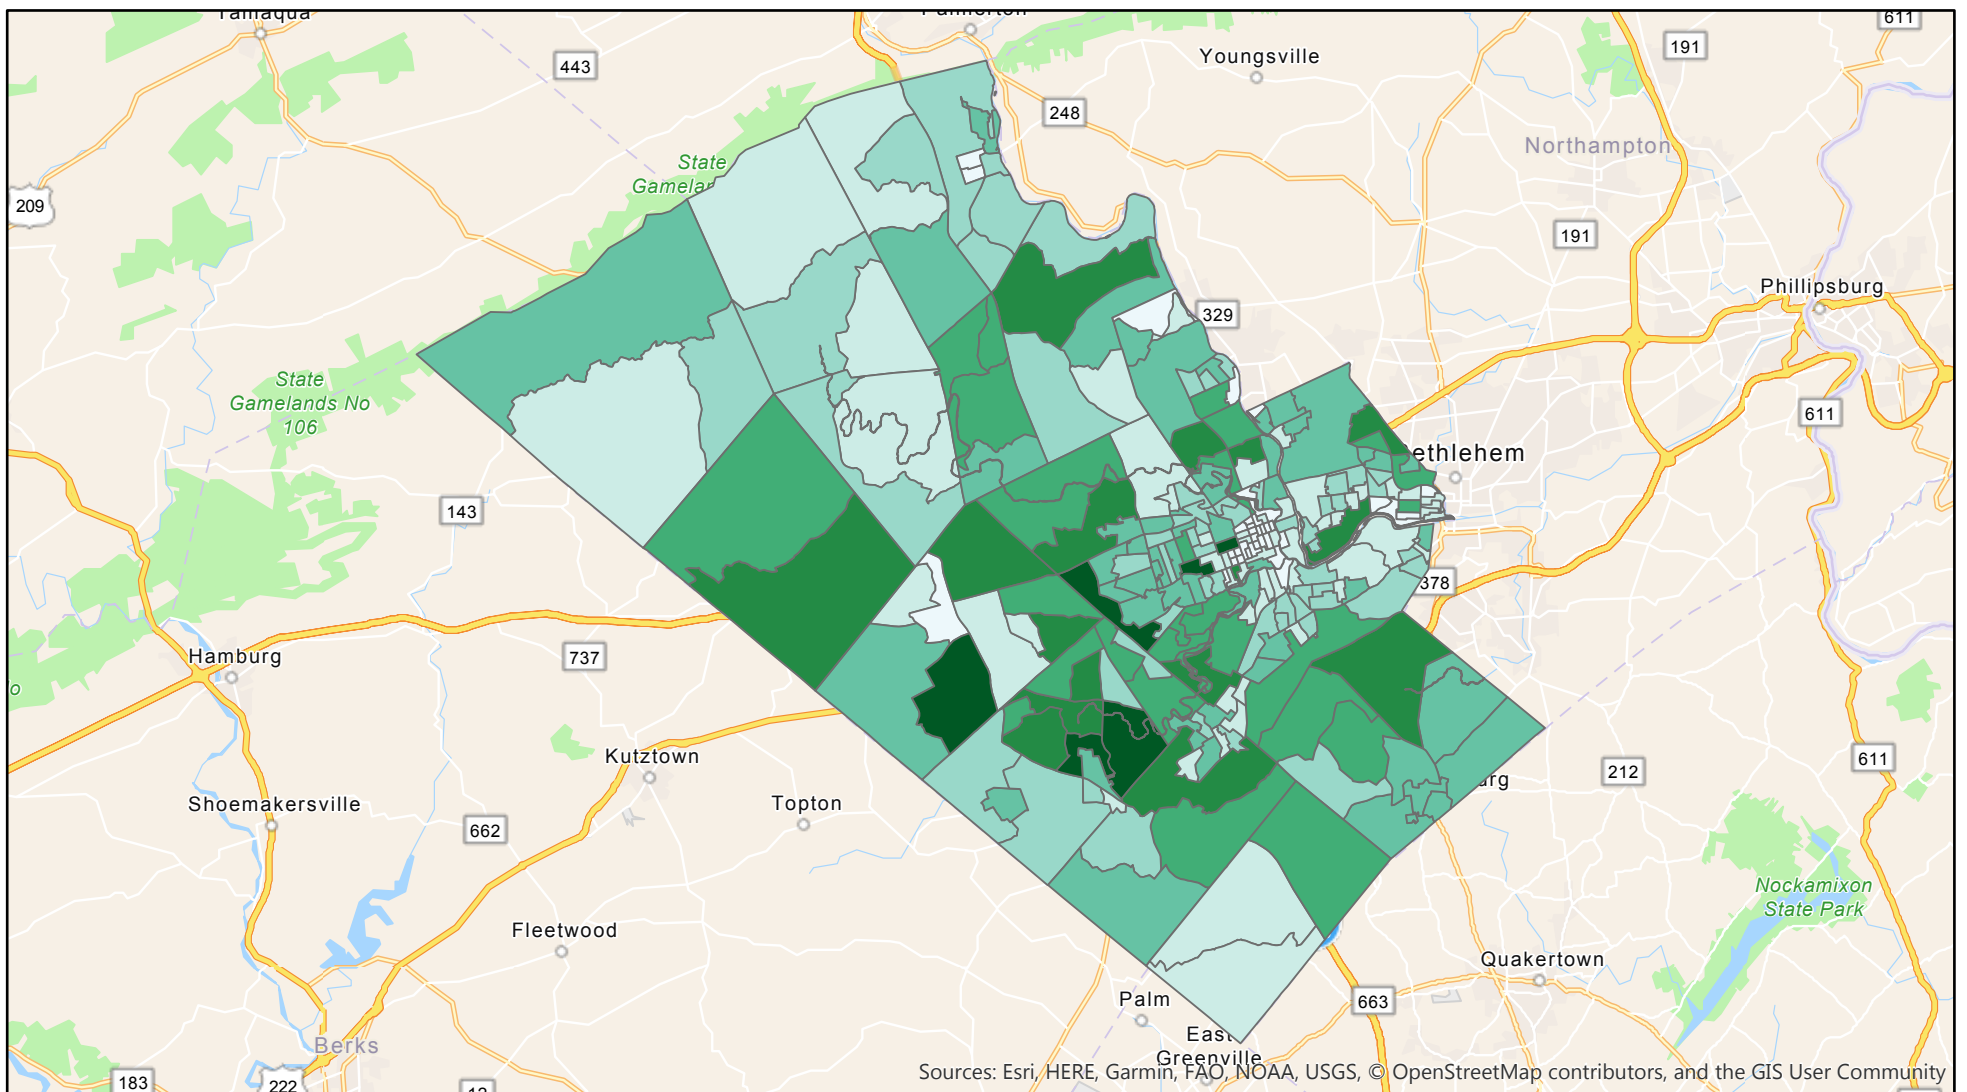 Tamaqua
Palmerton
611
191
Youngsville
443
248
Northampton
State
Gamelan
209
191
Phillipsburg
329
State
Gamelands No
106
611
ethlehem
143
378
Hamburg
737
o
Kutztown
611
212
urg
Shoemakersville
Topton
662
Nockamixon
State Park
Fleetwood
Quakertown
Palm
663
East
Greenville
Berks
Sources: Esri, HERE, Garmin, FAO, NOAA, USGS, © OpenStreetMap contributors, and the GIS User Community
183
222